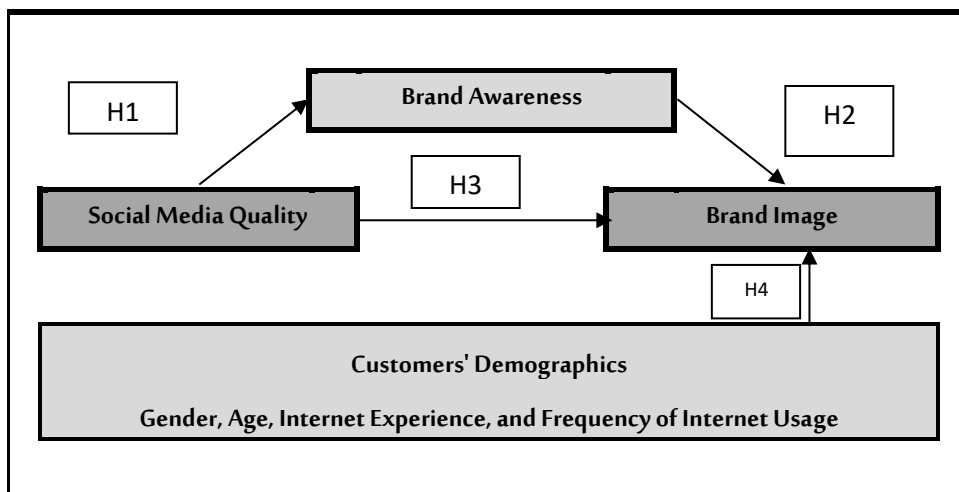 Brand Awareness
H1
H2
H3
Social Media Quality
Brand Image
H4
Customers' Demographics
Gender, Age, Internet Experience, and Frequency of Internet Usage